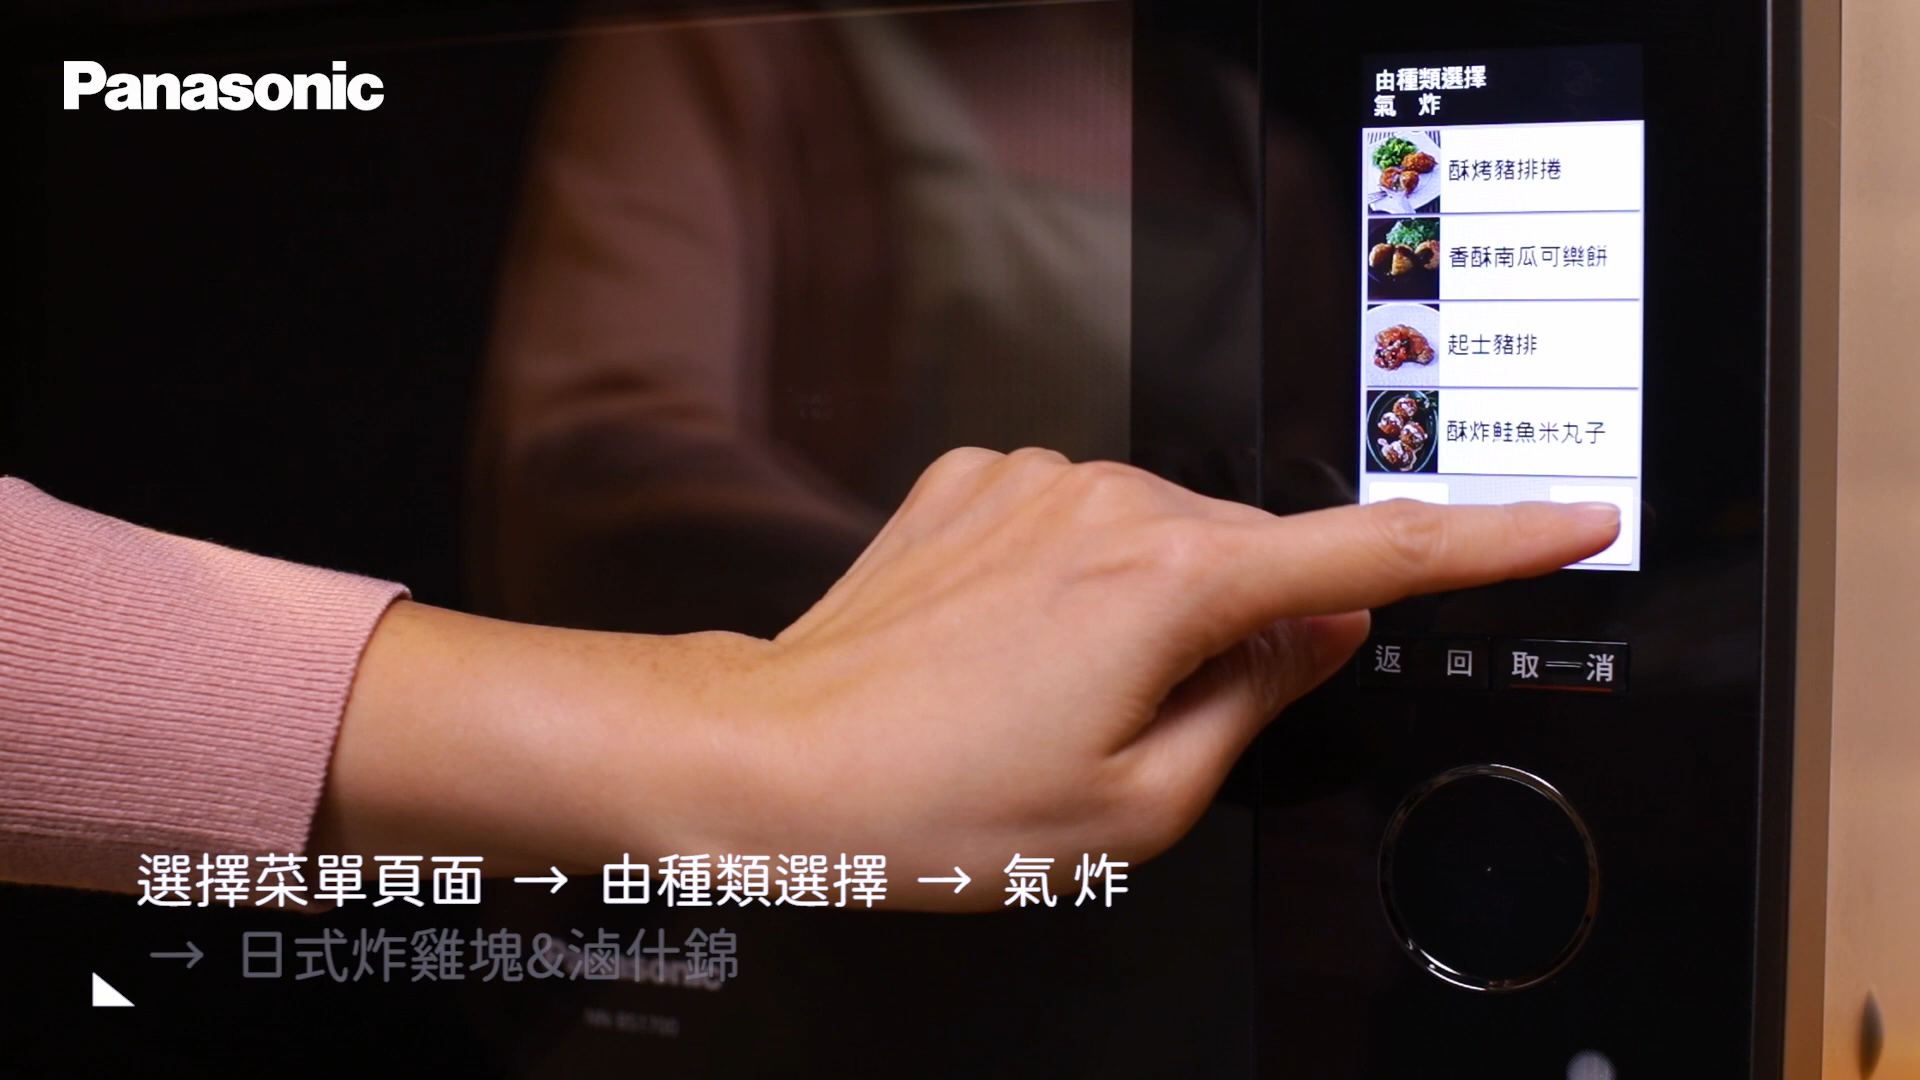 Panasonic
由種類選擇
氣 炸
酥烤豬排捲
香酥南瓜可樂餅
起士豬排
酥炸鮭魚米丸子
返 回
取 消
選擇菜單頁面 → 由種類選擇 → 氣 炸
→ 日式炸雞塊&滷什錦